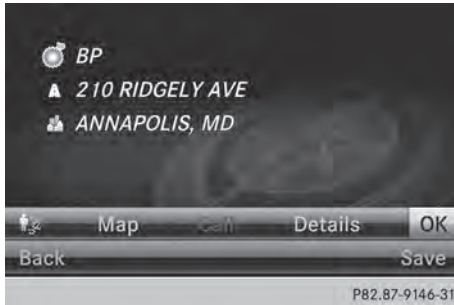 BP
210 RIDGELY AVE
ANNAPOLIS, MD
Map Call Details OK
Back Save
P82.87-9146-31